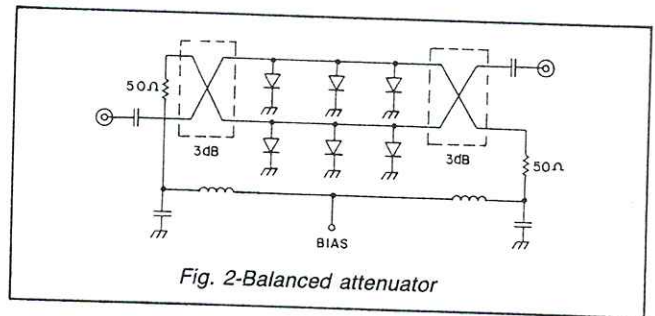 50Ω
3dB
3dB
50Ω
BIAS
Fig. 2-Balanced attenuator